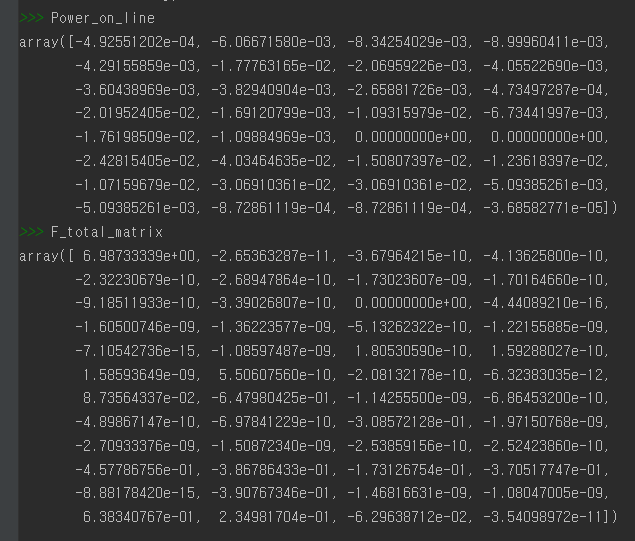 >>> Power_on_line
array([-4.92551202e-04, -6.06671580e-03, -8.34254029e-03, -8.99960411e-03,
-4.29155859e-03, -1.77763165e-02, -2.06959226e-02, -4.05522690e-03,
-3.60438969e-03, -3.82940904e-03, -2.65881726e-03, -4.73497287e-04,
-2.01952405e-02, -1.69120799e-03, -1.09315979e-02, -6.73441997e-03,
-1.76198509e-02, -1.09884969e-03, 0.00000000e+00, 0.00000000e+00,
-2.42815405e-02, -4.03464635e-02, -1.50807397e-02, -1.23618397e-02,
-1.07159679e-02, -3.06910361e-02, -3.06910361e-02, -5.09385261e-03,
-5.09385261e-03, -8.72861119e-04, -8.72861119e-04, -3.68582771e-05])
>>> F_total_matrix
array([ 6.98733339e+00, -2.65363287e-11, -3.67964215e-10, -4.13625800e-10,
-2.32230679e-10, -2.68947864e-10, -1.73023607e-09, -1.70164660e-10,
-9.18511933e-10, -3.39026807e-10, 0.00000000e+00, -4.44089210e-16,
-1.60500746e-09, -1.36223577e-09, -5.13262322e-10, -1.22155885e-09,
-7.10542736e-15, -1.08597487e-09, 1.80530590e-10, 1.59288027e-10,
1.58593649e-09, 5.50607560e-10, -2.08132178e-10, -6.32383035e-12,
8.73564337e-02, -6.47980425e-01, -1.14255500e-09, -6.86453200e-10,
-4.89867147e-10, -6.97841229e-10, -3.08572128e-01, -1.97150768e-09,
-2.70933376e-09, -1.50872340e-09, -2.53859156e-10, -2.52423860e-10,
-4.57786756e-01, -3.86786433e-01, -1.73126754e-01, -3.70517747e-01,
-8.88178420e-15, -3.90767346e-01, -1.46816631e-09, -1.08047005e-09,
6.38340767e-01, 2.34981704e-01, -6.29638712e-02, -3.54098972e-11])